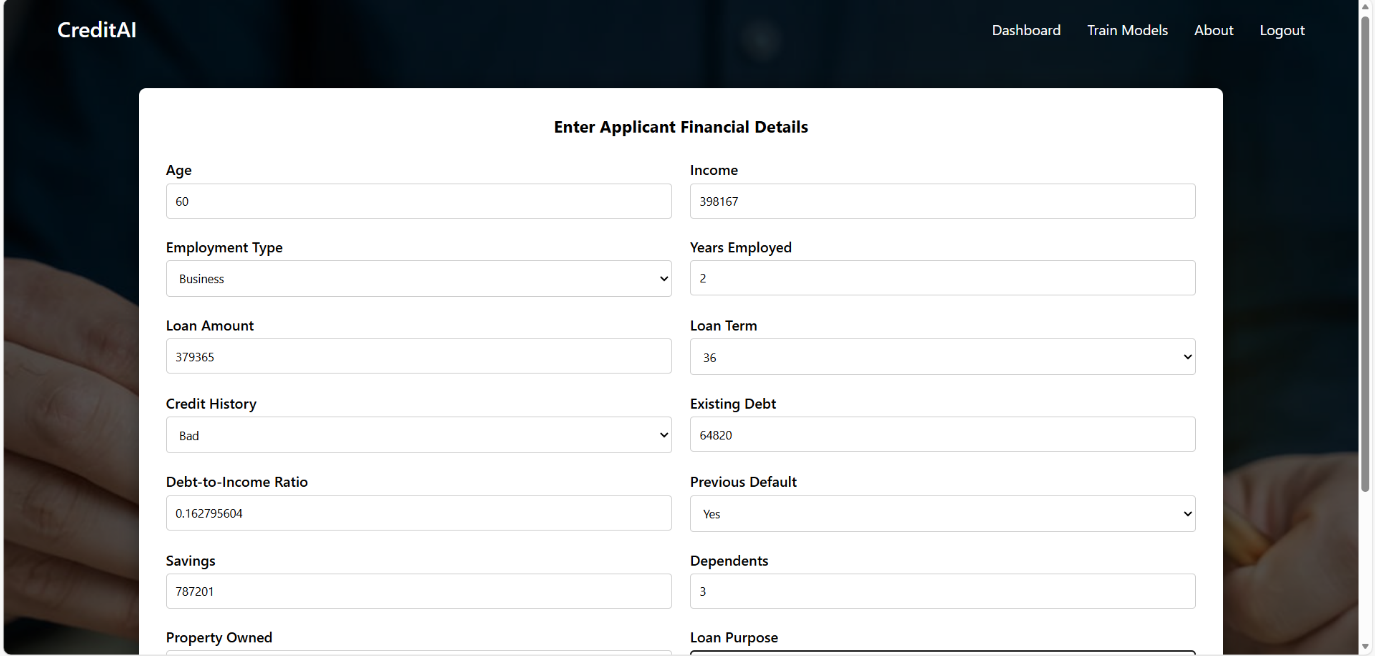 CreditAI
Dashboard Train Models About Logout
Enter Applicant Financial Details
Age Income
60 398167
Employment Type Years Employed
Business 2
Loan Amount Loan Term
379365 36
Credit History Existing Debt
Bad 64820
Debt-to-Income Ratio Previous Default
0.162795604 Yes
Savings Dependents
787201 3
Property Owned Loan Purpose